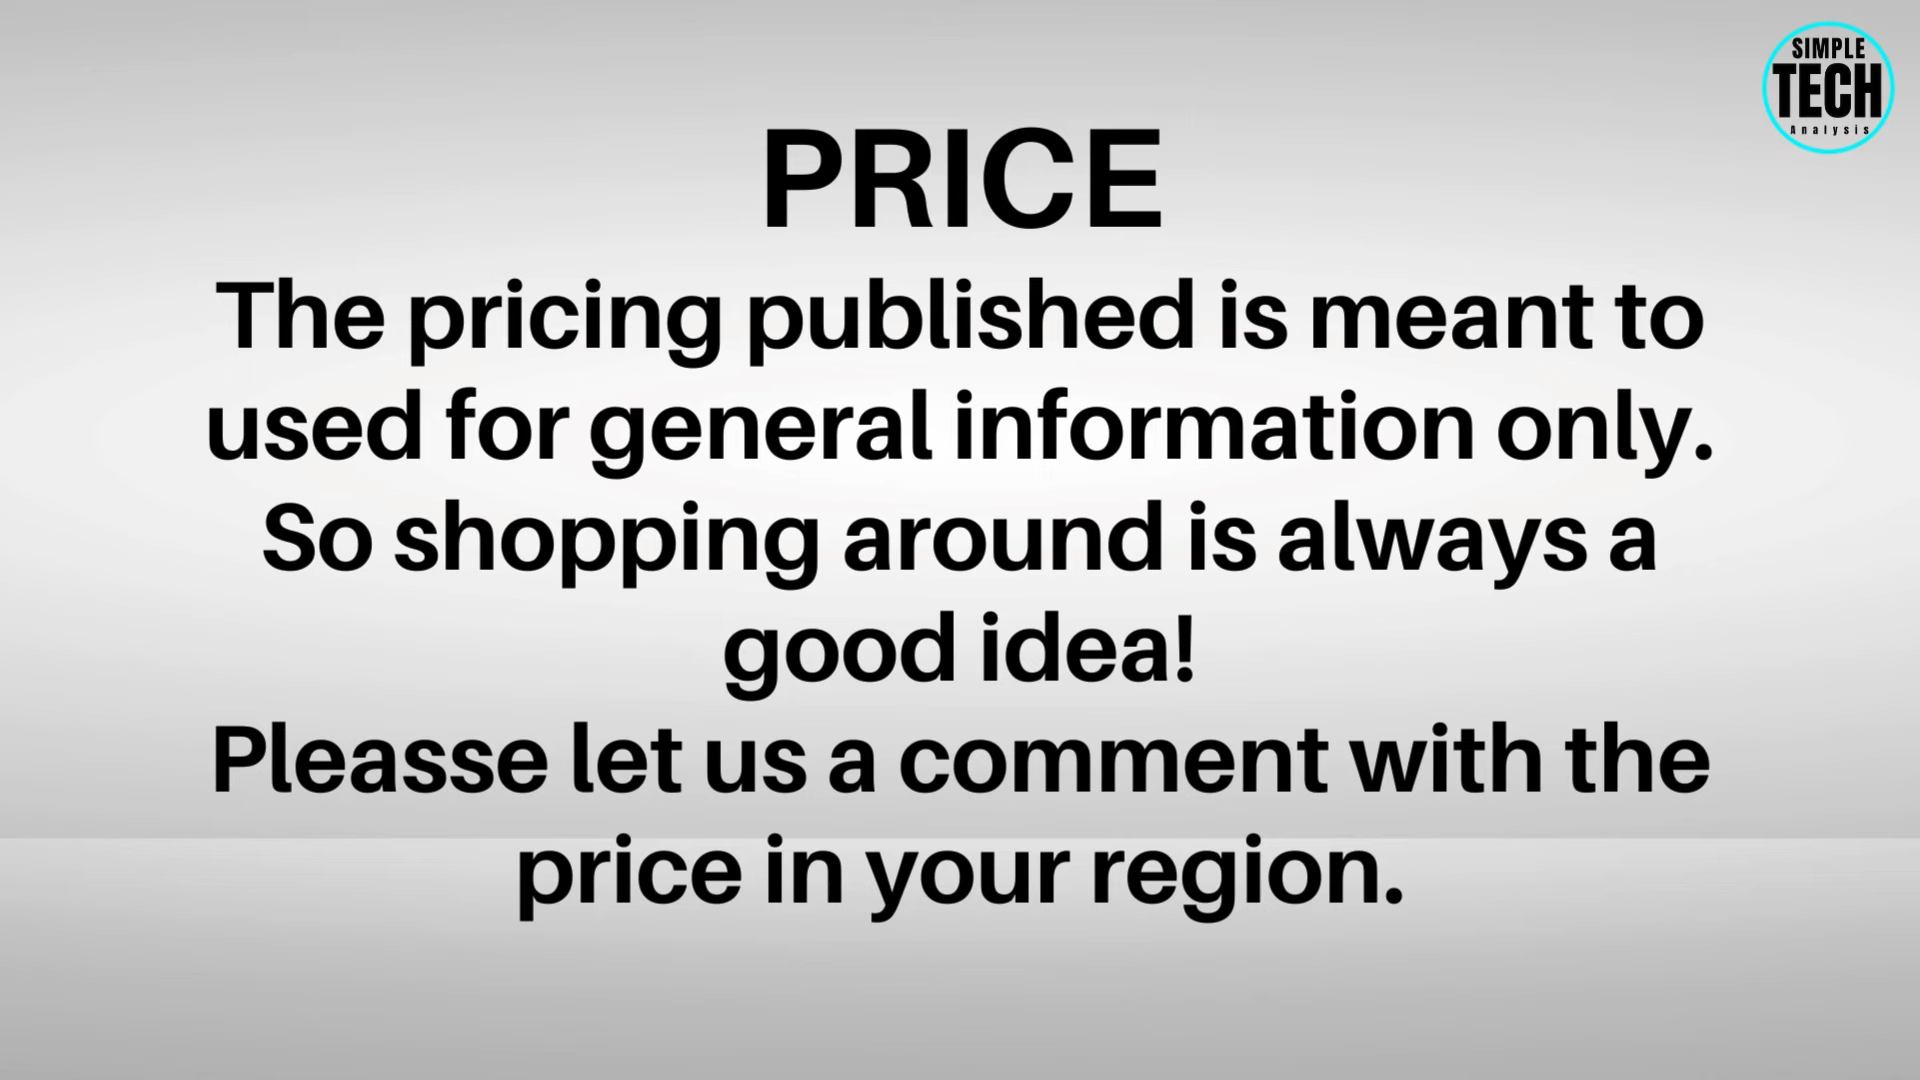 SIMPLE
TECH
Analysis
PRICE
The pricing published is meant to
used for general information only.
So shopping around is always a
good idea!
Pleasse let us a comment with the
price in your region.